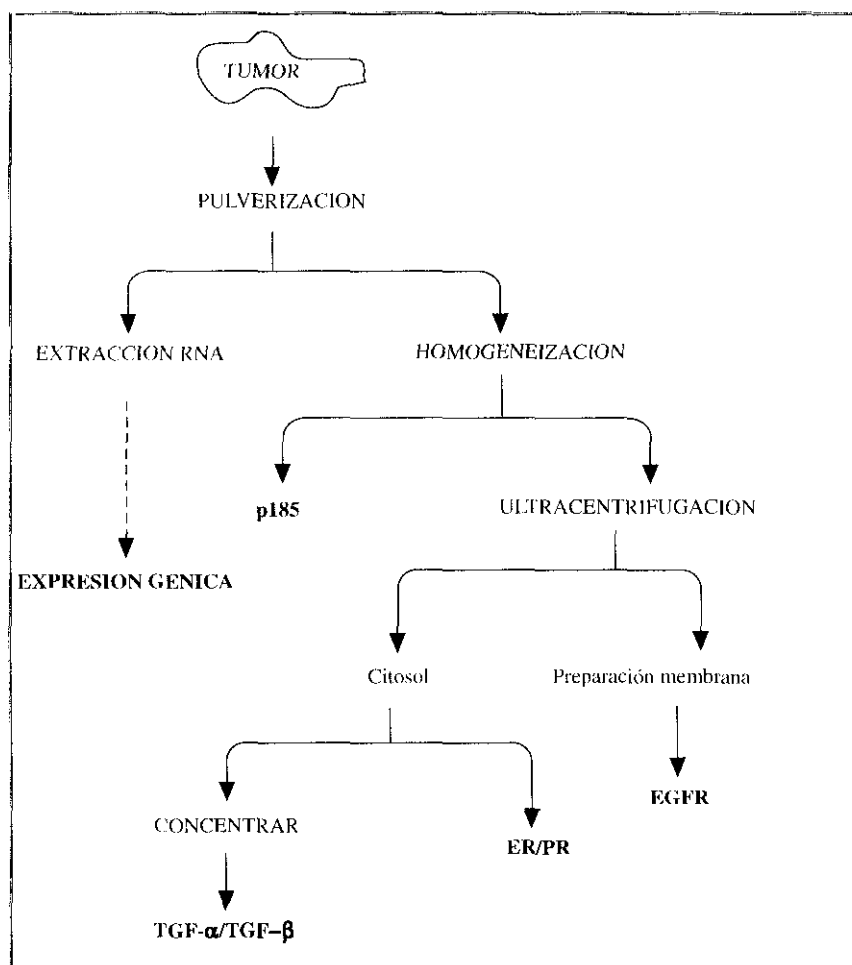 TUMOR
PULVERIZACION
EXTRACCION RNA
HOMOGENEIZACION
p185
ULTRACENTRIFUGACION
EXPRESION GENICA
Citosol
Preparación membrana
EGFR
CONCENTRAR
ER/PR
TGF-α/TGF-β